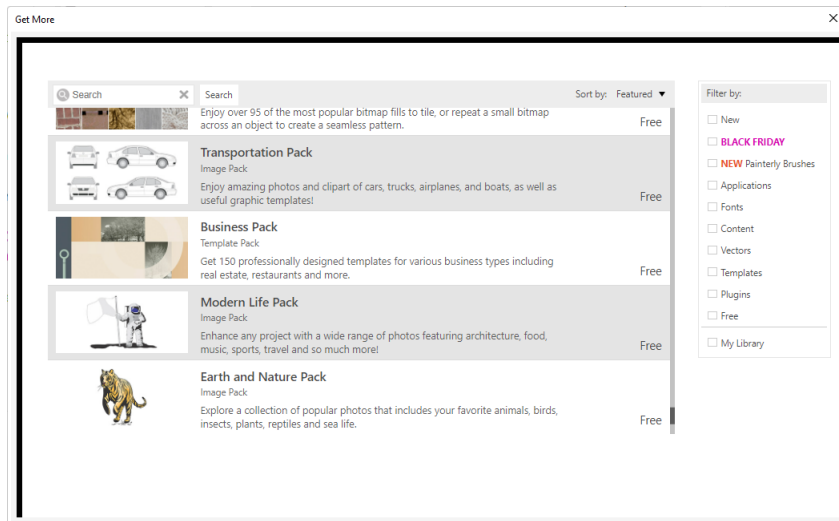 Get More
Search
Search
Sort by: Featured
Enjoy over 95 of the most popular bitmap fills to tile, or repeat a small bitmap
across an object to create a seamless pattern.
Free
Transportation Pack
Image Pack
Enjoy amazing photos and clipart of cars, trucks, airplanes, and boats, as well as
useful graphic templates!
Free
Business Pack
Template Pack
Get 150 professionally designed templates for various business types including
real estate, restaurants and more.
Free
Modern Life Pack
Image Pack
Enhance any project with a wide range of photos featuring architecture, food,
music, sports, travel and so much more!
Free
Earth and Nature Pack
Image Pack
Explore a collection of popular photos that includes your favorite animals, birds,
insects, plants, reptiles and sea life.
Free
Filter by:
New
BLACK FRIDAY
NEW Painterly Brushes
Applications
Fonts
Content
Vectors
Templates
Plugins
Free
My Library